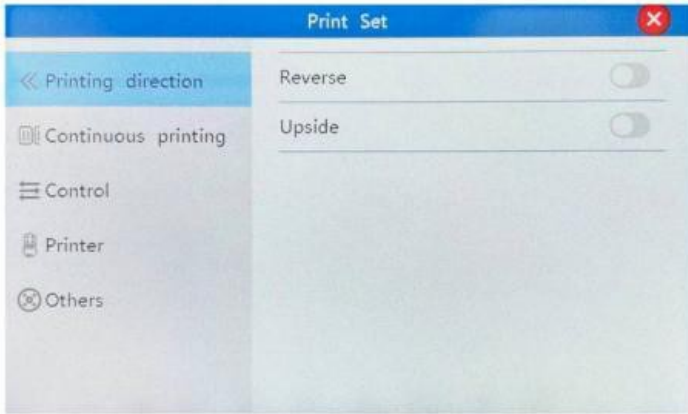 Print Set
Printing direction
Reverse
Continuous printing
Upside
Control
Printer
Others